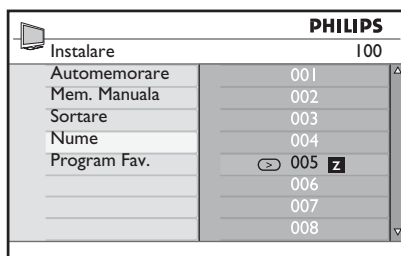 PHILIPS
Instalare 100
Automemorare 001
Mem. Manuala 002
Sortare 003
Nume 004
Program Fav. 005 Z
006
007
008